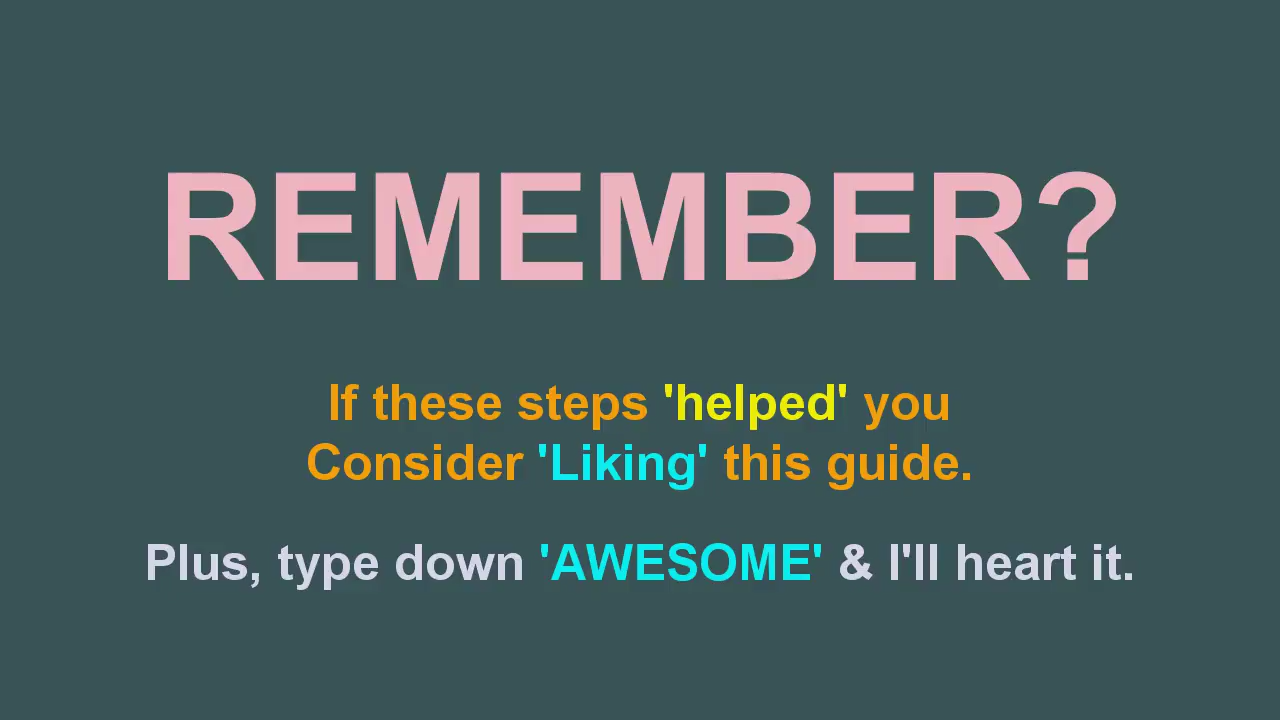 REMEMBER?
If these steps 'helped' you
Consider 'Liking' this guide.
Plus, type down 'AWESOME' & I'll heart it.